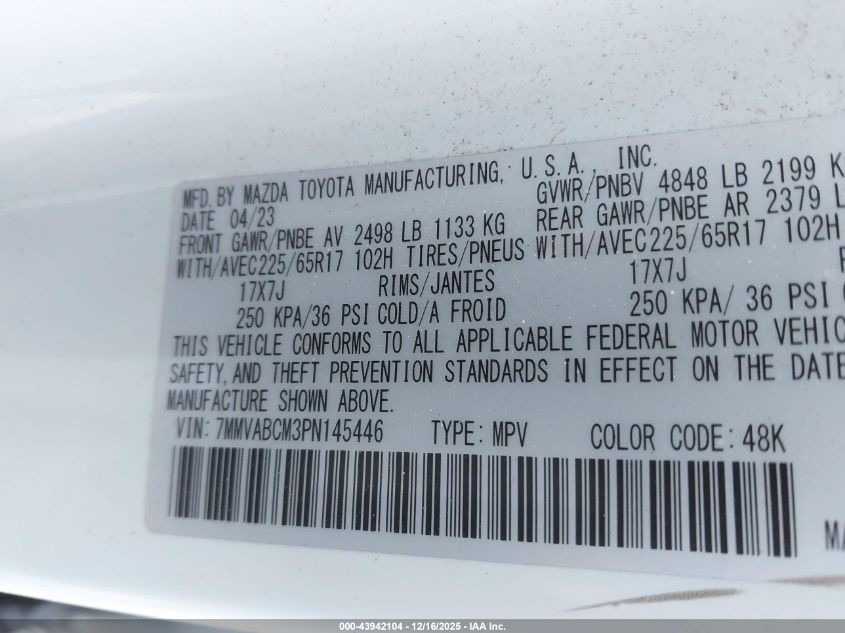 MFD. BY MAZDA TOYOTA MANUFACTURING, U.S.A. INC.
DATE 04/23 GVWR/PNBV 4848 LB 2199 K
FRONT GAWR/PNBE AV 2498 LB 1133 KG REAR GAWR/PNBE AR 2379 L
WITH/AVEC225/65R17 102H TIRES/PNEUS WITH/AVEC225/65R17 102H
17X7J RIMS/JANTES 17X7J
250 KPA/36 PSI COLD/A FROID 250 KPA/ 36 PSI
THIS VEHICLE CONFORMS TO ALL APPLICABLE FEDERAL MOTOR VEHIC
SAFETY, AND THEFT PREVENTION STANDARDS IN EFFECT ON THE DATE
MANUFACTURE SHOWN ABOVE.
VIN: 7MMVABCM3PN145446 TYPE: MPV COLOR CODE: 48K
MA
000-43942104 - 12/16/2025 - IAA Inc.